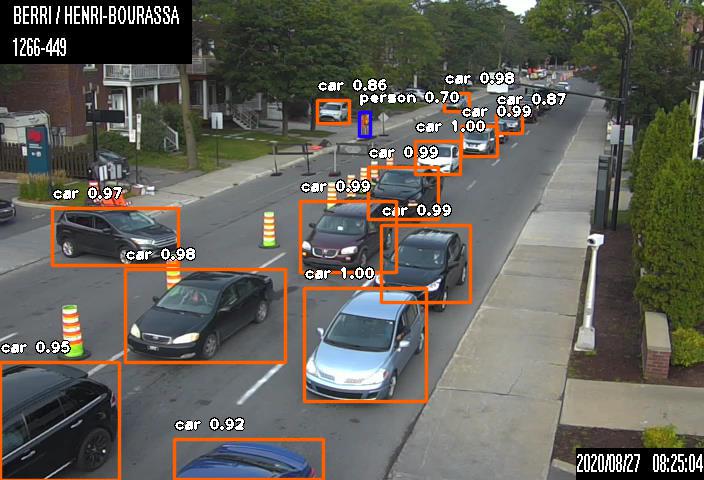 BERRI / HENRI-BOURASSA
1266-449
car 0.98
car 0.86
person 0.70
car 0.87
car 0.99
car 1.00
car 0.99
car 0.99
car 0.97
car 0.99
car 0.98
car 1.00
car 0.95
car 0.92
2020/08/27 08:25:04